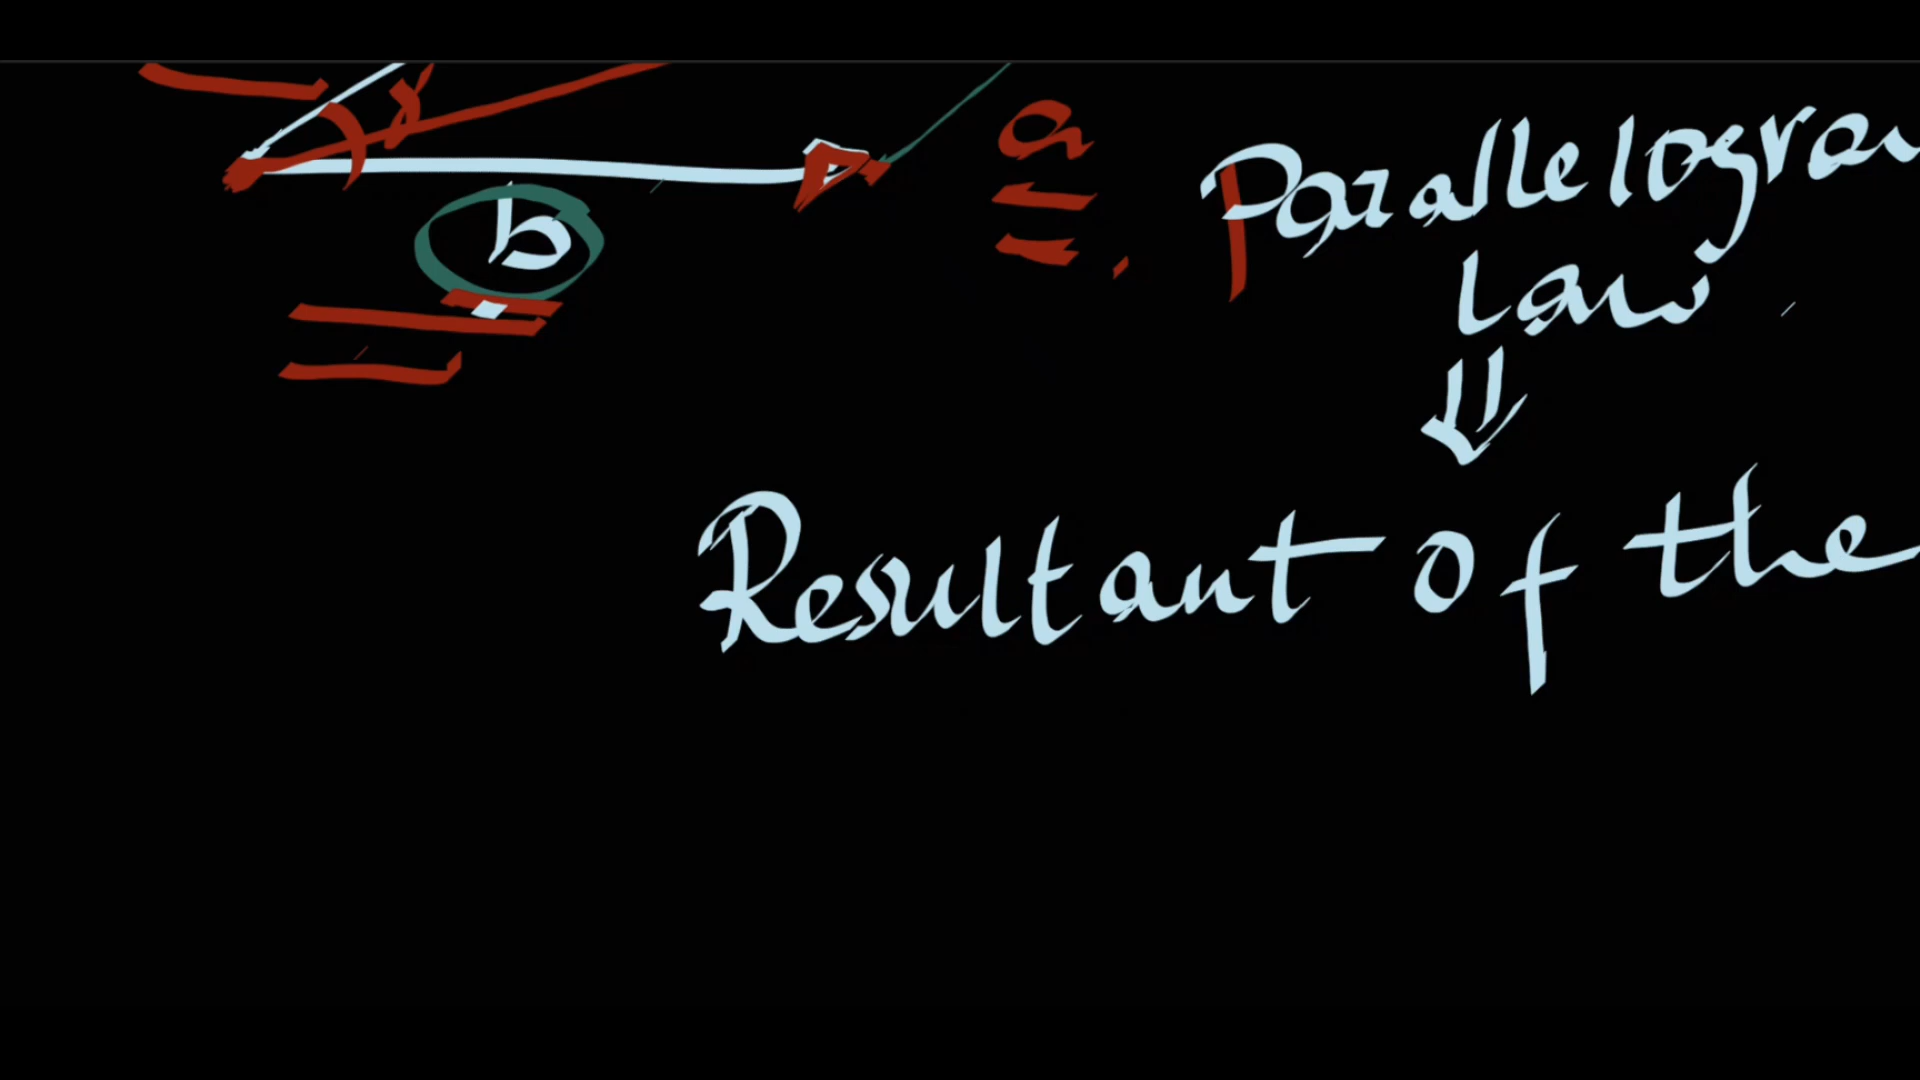 a
Parallelogram
b
law
Resultant of the